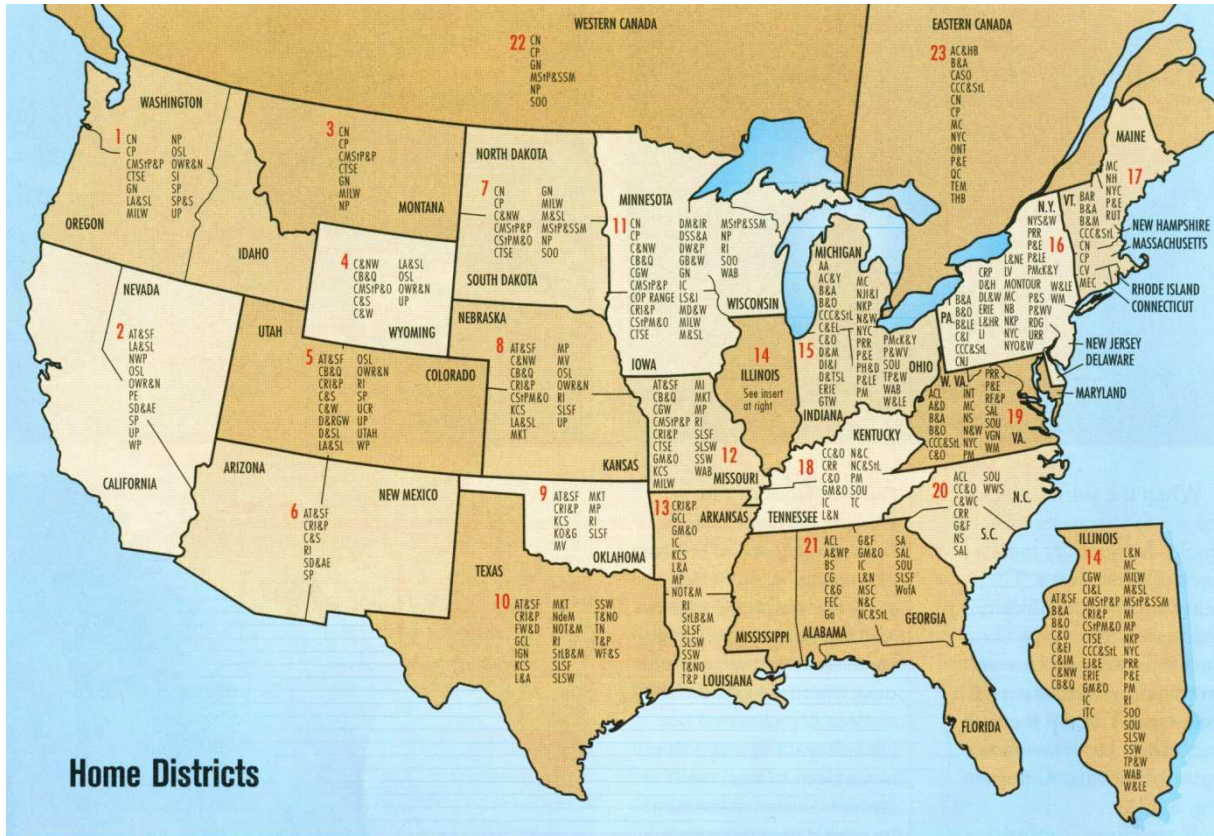 WESTERN CANADA
22 CN
CP
GN
MStP&SSM
NP
SOO
EASTERN CANADA
23 AC&HB
B&A
CASO
CCC&StL
CN
CP
MC
NYC
ONT
P&E
QC
TEM
THB
WASHINGTON
1 CN NP
CP OSL
CMStP&P OWR&N
CTSE SI
GN SP
LA&SL SP&S
MILW UP
OREGON
IDAHO
3 CN
CP
CMStP&P
CTSE
GN
MILW
NP
MONTANA
4 C&NW LA&SL
CB&Q OSL
CMStP&O OWR&N
C&S UP
C&W
WYOMING
NORTH DAKOTA
7 CN GN
CP MILW
C&NW M&SL
CMStP&P MStP&SSM
CStPM&O NP
CTSE SOO
SOUTH DAKOTA
MINNESOTA
11 CN DM&IR MStP&SSM
CP DSS&A NP
C&NW DW&P RI
CB&Q GB&W SOO
CGW GN WAB
CMStP&P IC
COP RANGE LS&I
CRI&P MD&W
CStPM&O MILW
CTSE M&SL
WISCONSIN
IOWA
NEVADA
2 AT&SF
LA&SL
NWP
OSL
OWR&N
PE
SD&AE
SP
UP
WP
CALIFORNIA
UTAH
5 AT&SF OSL
CB&Q OWR&N
CRI&P RI
C&S SP
C&W UCR
D&RGW UP
D&SL UTAH
LA&SL WP
COLORADO
NEBRASKA
8 AT&SF MP
C&NW MV
CB&Q OSL
CRI&P OWR&N
CStPM&O RI
KCS SLSF
LA&SL UP
MKT
KANSAS
ARIZONA
NEW MEXICO
6 AT&SF
CRI&P
C&S
RI
SD&AE
SP
9 AT&SF MKT
CRI&P MP
KCS RI
KO&G SLSF
MV
OKLAHOMA
TEXAS
10 AT&SF MKT SSW
CRI&P NdeM T&NO
FW&D NOT&M TN
GCL RI T&P
IGN StLB&M WF&S
KCS SLSF
L&A SLSW
AT&SF MI
CB&Q MKT
CGW MP
CMStP&P RI
CRI&P SLSF
CTSE SLSW
GM&O SSW
KCS WAB
MILW
12
MISSOURI
13 CRI&P
GCL
GM&O
IC
KCS
L&A
MP
NOT&M
RI
StLB&M
SLSF
SLSW
SSW
T&NO
T&P
ARKANSAS
LOUISIANA
14
ILLINOIS
See insert
at right
MICHIGAN
15
AA
AC&Y MC
B&A NJI&I
B&O NKP
CCC&StL N&W
C&EL NYC
C&O PRR
D&M P&E
DI&I PH&D
D&TSL P&LE
ERIE PM
GTW
PMcK&Y
P&WV
SOU
TP&W
WAB
W&LE
INDIANA
OHIO
N.Y.
16
NYS&W
PRR
P&E
L&NE P&LE
CRP LV PMcK&Y
D&H MONTOUR W&LE
B&A DL&W MC P&S WM
B&O ERIE NB P&WV
B&LE L&HR NKP RDG
C&I LI NYC URR
CCC&StL NYO&W
CNJ
PA.
MAINE
17
MC
NH
NYC
P&E
RUT
VT.
BAR
B&A
B&M
CCC&StL
CN
CP
CV
MEC
NEW HAMPSHIRE
MASSACHUSETTS
RHODE ISLAND
CONNECTICUT
NEW JERSEY
DELAWARE
MARYLAND
KENTUCKY
18 CC&O N&C
CRR NC&StL
C&O PM
GM&O SOU
IC TC
L&N
TENNESSEE
W. VA.
19
PRR
P&E
ACL INT RF&P
A&D MC SAL
B&A NS SOU
B&O N&W VGN
CCC&StL NYC WM
C&O PM
VA.
20 ACL SOU
CC&O WWS
C&WC
CRR
G&F
NS
SAL
N.C.
S.C.
21 ACL G&F SA
A&WP GM&O SAL
BS IC SOU
CG L&N SLSF
C&G MSC WofA
FEC N&C
Ga NC&StL
MISSISSIPPI
ALABAMA
GEORGIA
FLORIDA
ILLINOIS
14
L&N
CGW MC
CI&L MILW
AT&SF CMStP&P M&SL
B&A CRI&P MStP&SSM
B&O CStPM&O MI
C&O CTSE MP
C&EI CCC&StL NKP
C&IM EJ&E NYC
C&NW ERIE PRR
CB&Q GM&O P&E
IC PM
ITC RI
SOO
SOU
SLSW
SSW
TP&W
WAB
W&LE
Home Districts